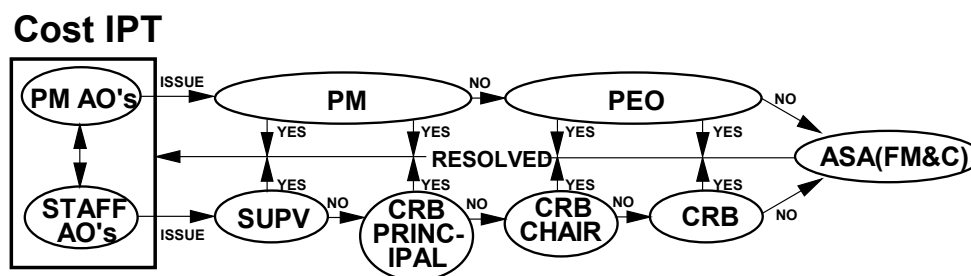 Cost IPT
PM AO's
ISSUE
PM
NO
PEO
NO
YES
YES
YES
YES
RESOLVED
ASA(FM&C)
YES
YES
YES
YES
STAFF
AO's
ISSUE
SUPV
NO
CRB
PRINC-
IPAL
NO
CRB
CHAIR
NO
CRB
NO